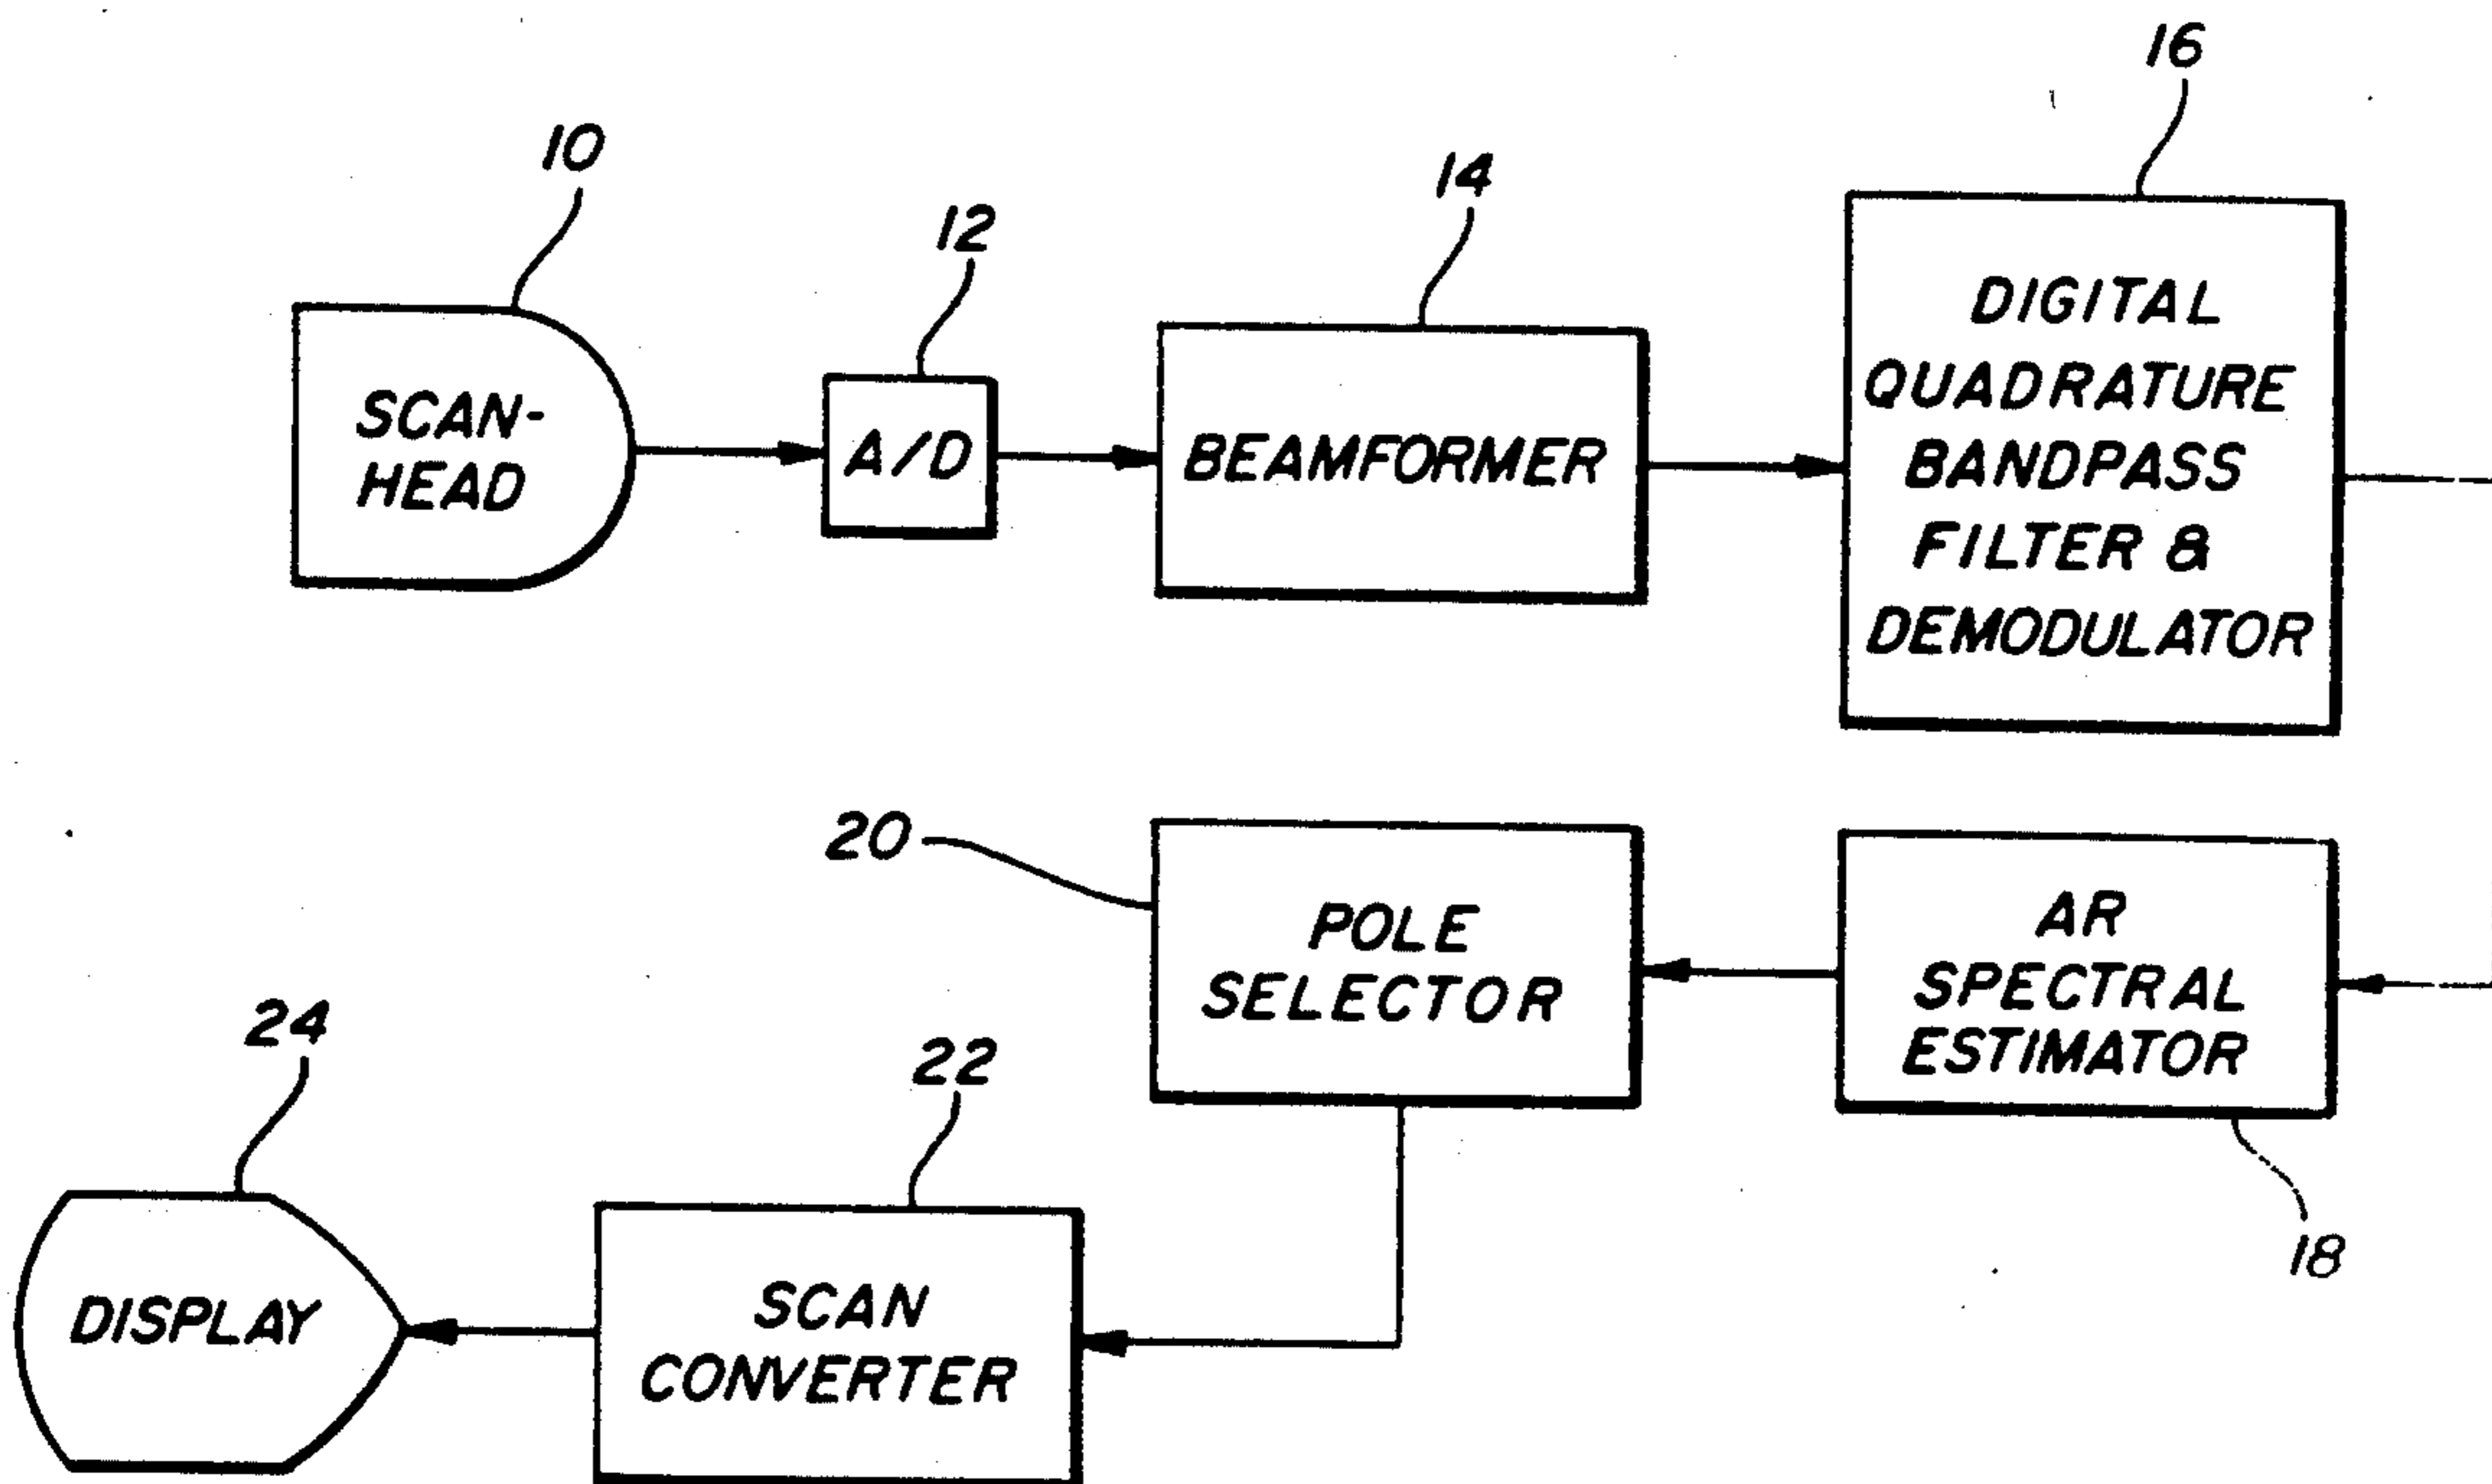 16
10
14
12
SCAN-
HEAD
A/D
BEAMFORMER
DIGITAL
QUADRATURE
BANDPASS
FILTER &
DEMODULATOR
20
POLE
SELECTOR
AR
SPECTRAL
ESTIMATOR
18
24
22
DISPLAY
SCAN
CONVERTER